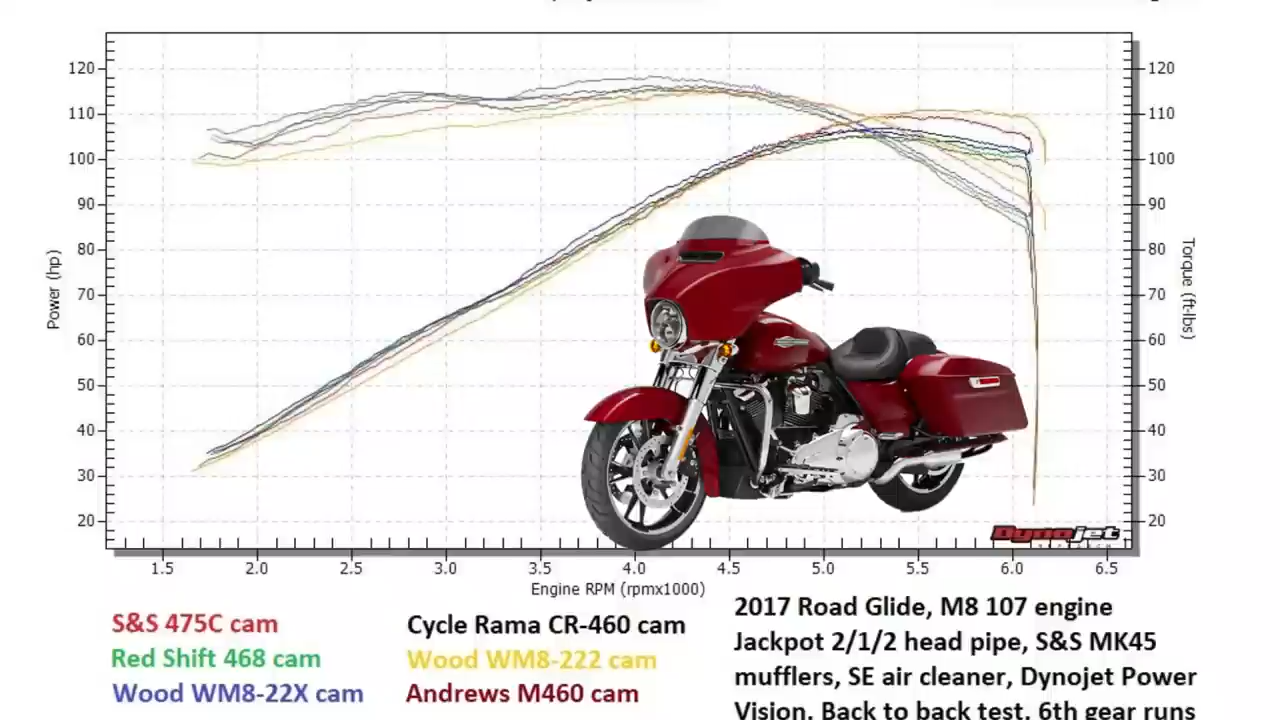 120 120
110 110
100 100
90 90
80 80
70 70
60 60
50 50
40 40
30 30
20 20
Power (hp)
Torque (ft-lbs)
Dynojet
1.5 2.0 2.5 3.0 3.5 4.0 4.5 5.0 5.5 6.0 6.5
Engine RPM (rpmx1000)
S&S 475C cam
Red Shift 468 cam
Wood WM8-22X cam
Cycle Rama CR-460 cam
Wood WM8-222 cam
Andrews M460 cam
2017 Road Glide, M8 107 engine
Jackpot 2/1/2 head pipe, S&S MK45
mufflers, SE air cleaner, Dynojet Power
Vision. Back to back test. 6th gear runs